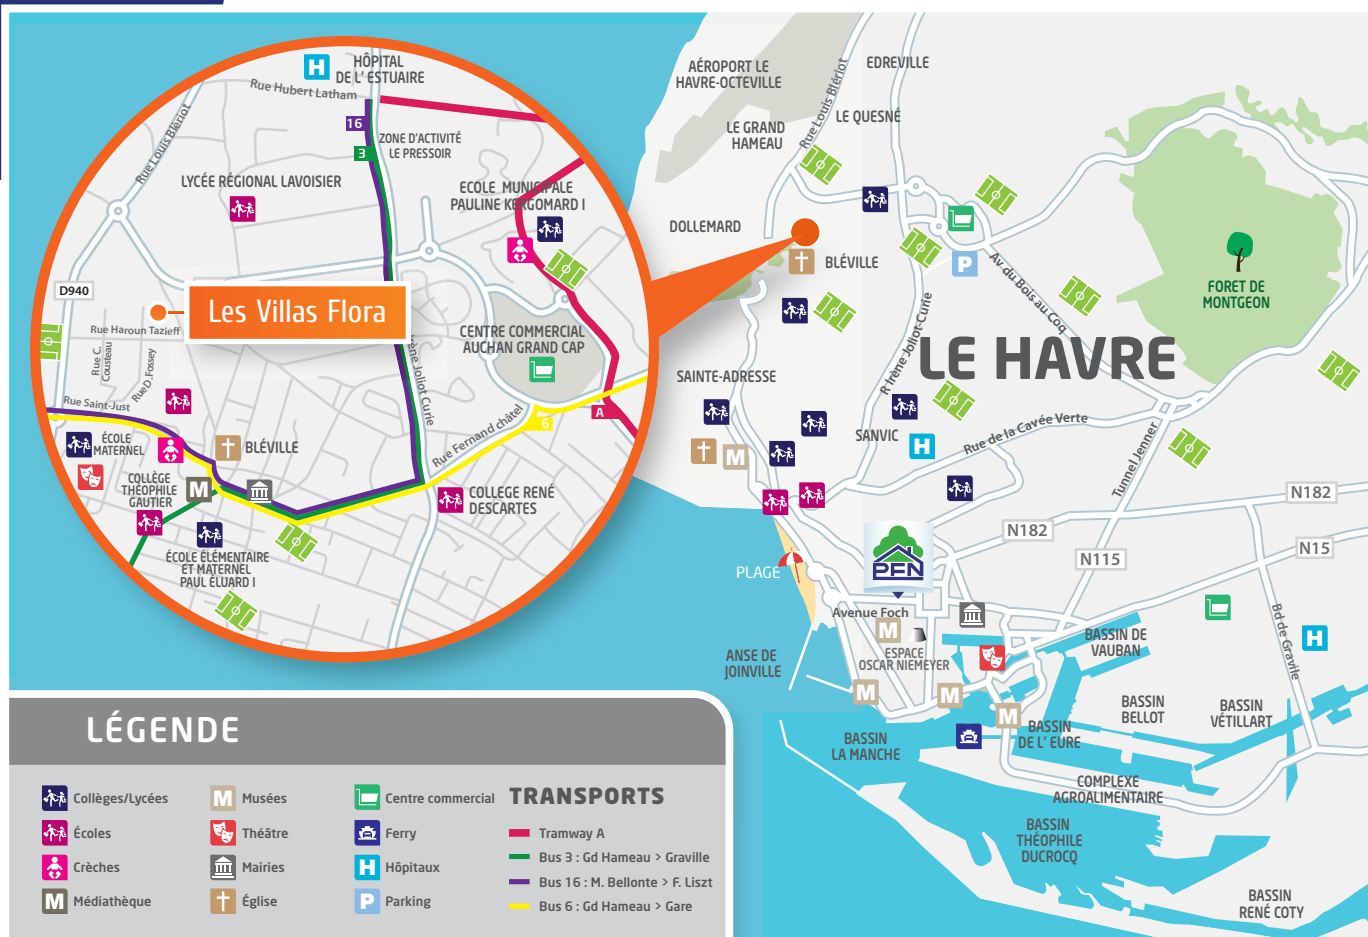 HÔPITAL
DE L' ESTUAIRE
Rue Hubert Latham
Rue Louis Blèriot
16
3
ZONE D'ACTIVITÉ
LE PRESSOIR
LYCÉE RÉGIONAL LAVOISIER
ECOLE MUNICIPALE
PAULINE KERGOMARD I
D940
Les Villas Flora
Rue Haroun Tazieff
Rue C.
Cousteau
Rue D. Fossey
Rue Saint-Just
Irène Joliot Curie
CENTRE COMMERCIAL
AUCHAN GRAND CAP
A
6
Rue Fernand châtel
ÉCOLE
MATERNEL
BLÉVILLE
COLLÈGE
THÉOPHILE
GAUTIER
M
COLLEGE RENÉ
DESCARTES
ÉCOLE ÉLÉMENTAIRE
ET MATERNEL
PAUL ÉLUARD I
H
AÉROPORT LE
HAVRE-OCTEVILLE
EDREVILLE
Rue Louis Blériot
LE QUESNÉ
LE GRAND
HAMEAU
DOLLEMARD
BLÉVILLE
P
Av du Bois au Coq
FORET DE
MONTGEON
R Irène Joliot-Curie
LE HAVRE
SAINTE-ADRESSE
SANVIC
H
M
Rue de la Cavée Verte
Tunnel Jenner
N182
N182
N15
N115
PFN
PLAGE
Avenue Foch
M
ESPACE
OSCAR NIEMEYER
ANSE DE
JOINVILLE
M
M
M
BASSIN DE
VAUBAN
Bd de Gravile
H
BASSIN
LA MANCHE
BASSIN
DE L' EURE
BASSIN
BELLOT
BASSIN
VÉTILLART
COMPLEXE
AGROALIMENTAIRE
BASSIN
THÉOPHILE
DUCROCQ
BASSIN
RENÉ COTY
LÉGENDE
Collèges/Lycées
Écoles
Crèches
M Médiathèque
M Musées
Théâtre
Mairies
Église
Centre commercial
Ferry
H Hôpitaux
P Parking
TRANSPORTS
Tramway A
Bus 3 : Gd Hameau > Graville
Bus 16 : M. Bellonte > F. Liszt
Bus 6 : Gd Hameau > Gare